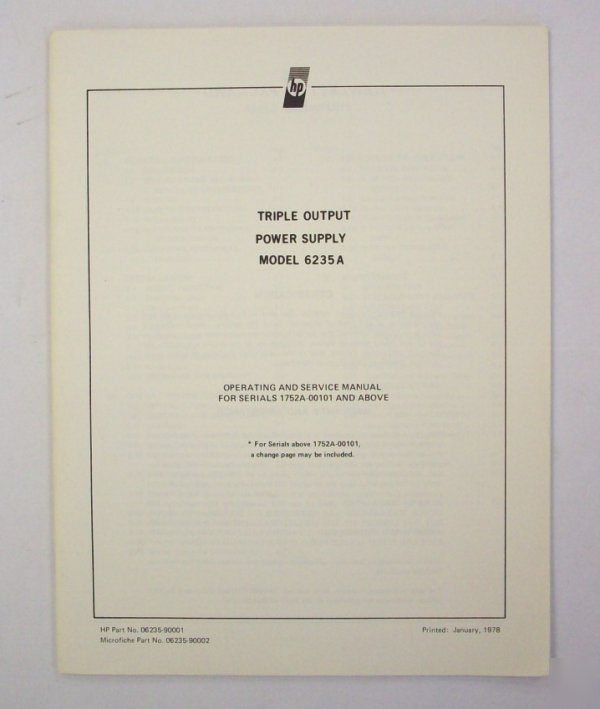 hp
TRIPLE OUTPUT
POWER SUPPLY
MODEL 6235A
OPERATING AND SERVICE MANUAL
FOR SERIALS 1752A-00101 AND ABOVE
* For Serials above 1752A-00101,
a change page may be included.
HP Part No. 06235-90001
Microfiche Part No. 06235-90002
Printed: January, 1978